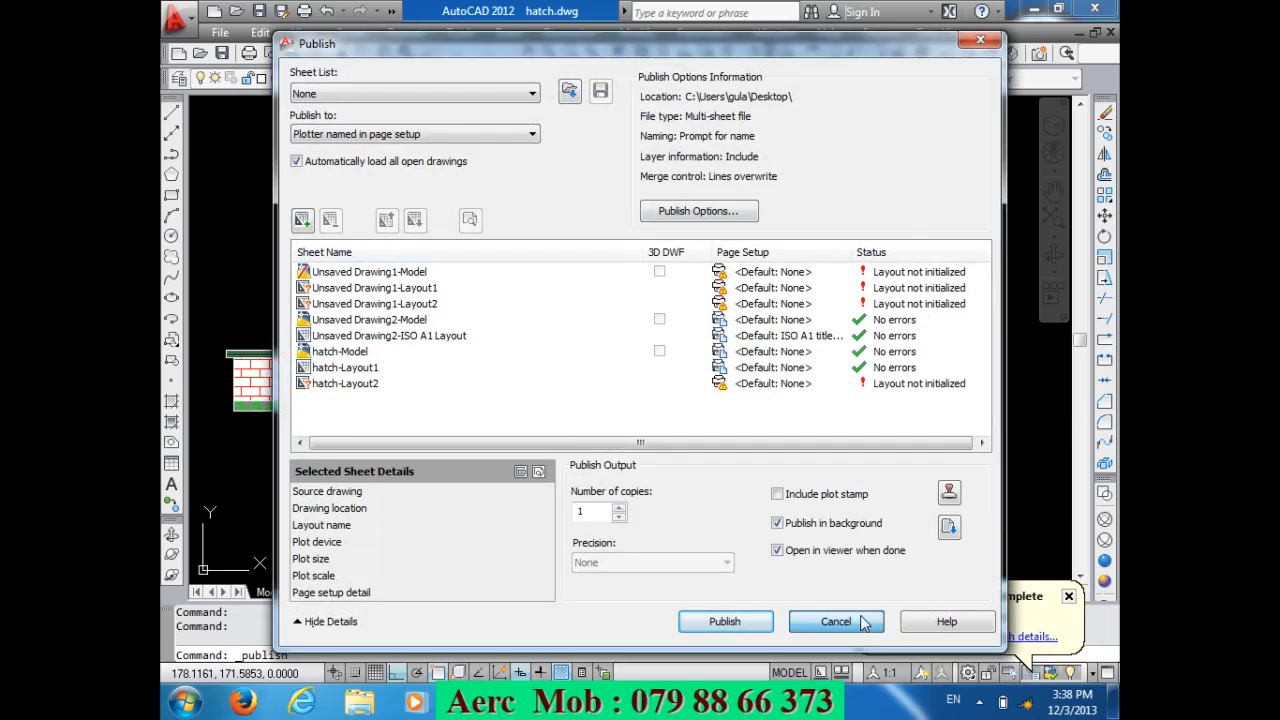 AutoCAD 2012 hatch.dwg
Type a keyword or phrase
Sign In
File
Edit
Publish
Sheet List:
None
Publish to:
Plotter named in page setup
Automatically load all open drawings
Publish Options Information
Location: C:\Users\gula\Desktop\
File type: Multi-sheet file
Naming: Prompt for name
Layer information: Include
Merge control: Lines overwrite
Publish Options...
Sheet Name 3D DWF Page Setup Status
Unsaved Drawing1-Model <Default: None> Layout not initialized
Unsaved Drawing1-Layout1 <Default: None> Layout not initialized
Unsaved Drawing1-Layout2 <Default: None> Layout not initialized
Unsaved Drawing2-Model <Default: None> No errors
Unsaved Drawing2-ISO A1 Layout <Default: ISO A1 title... No errors
hatch-Model <Default: None> No errors
hatch-Layout1 <Default: None> No errors
hatch-Layout2 <Default: None> Layout not initialized
Selected Sheet Details
Source drawing
Drawing location
Layout name
Plot device
Plot size
Plot scale
Page setup detail
Hide Details
Publish Output
Number of copies:
1
Precision:
None
Include plot stamp
Publish in background
Open in viewer when done
Publish
Cancel
Help
Y
X
A
mplete
h details...
Command:
Command:
Command: _publish
178.1161, 171.5853, 0.0000
MODEL
1:1
Aerc Mob : 079 88 66 373
EN
3:38 PM
12/3/2013